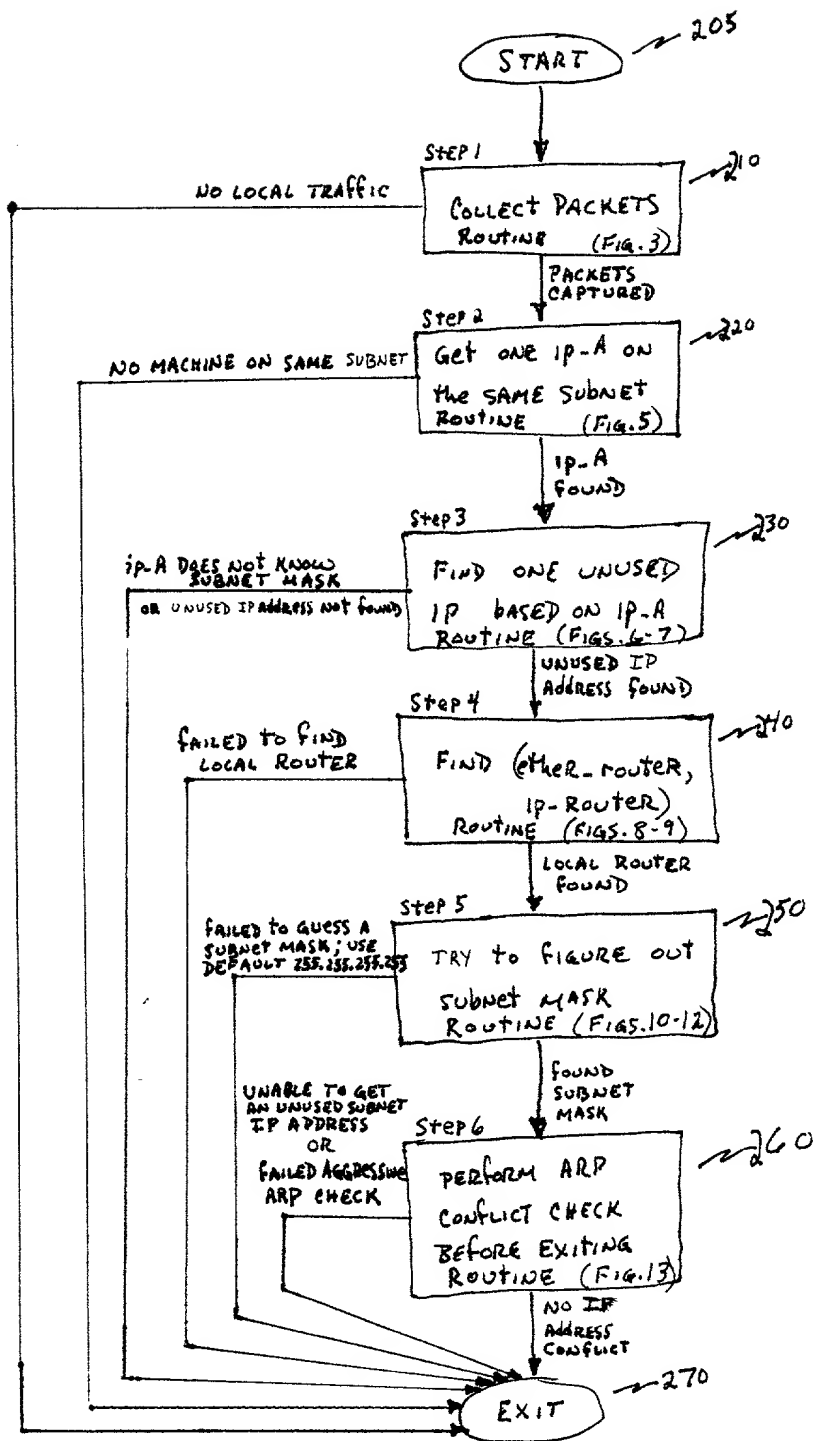 205
START
Step 1
210
NO LOCAL TRAFFIC
COLLECT PACKETS
ROUTINE (FIG. 3)
PACKETS
CAPTURED
Step 2
220
NO MACHINE ON SAME SUBNET
Get ONE IP-A ON
the SAME SUBNET
ROUTINE (FIG. 5)
IP-A
FOUND
Step 3
230
ip-A DOES NOT KNOW
SUBNET MASK
OR UNUSED IP ADDRESS NOT FOUND
FIND ONE UNUSED
IP BASED ON IP-A
ROUTINE (FIGS. 6-7)
UNUSED IP
Address FOUND
Step 4
240
FAILED to FIND
LOCAL ROUTER
FIND (ether_router,
IP-Router)
ROUTINE (FIGS. 8-9)
LOCAL ROUTER
FOUND
Step 5
250
FAILED to GUESS A
SUBNET MASK; USE
DEFAULT 255.255.255.255
TRY to FIGURE OUT
SUBNET MASK
ROUTINE (FIGS. 10-12)
FOUND
SUBNET
MASK
UNABLE TO GET
AN UNUSED SUBNET
IP ADDRESS
OR
FAILED AGGRESSIVE
ARP CHECK
Step 6
260
PERFORM ARP
CONFLICT CHECK
BEFORE EXITING
ROUTINE (FIG. 13)
NO IP
Address
CONFLICT
270
EXIT